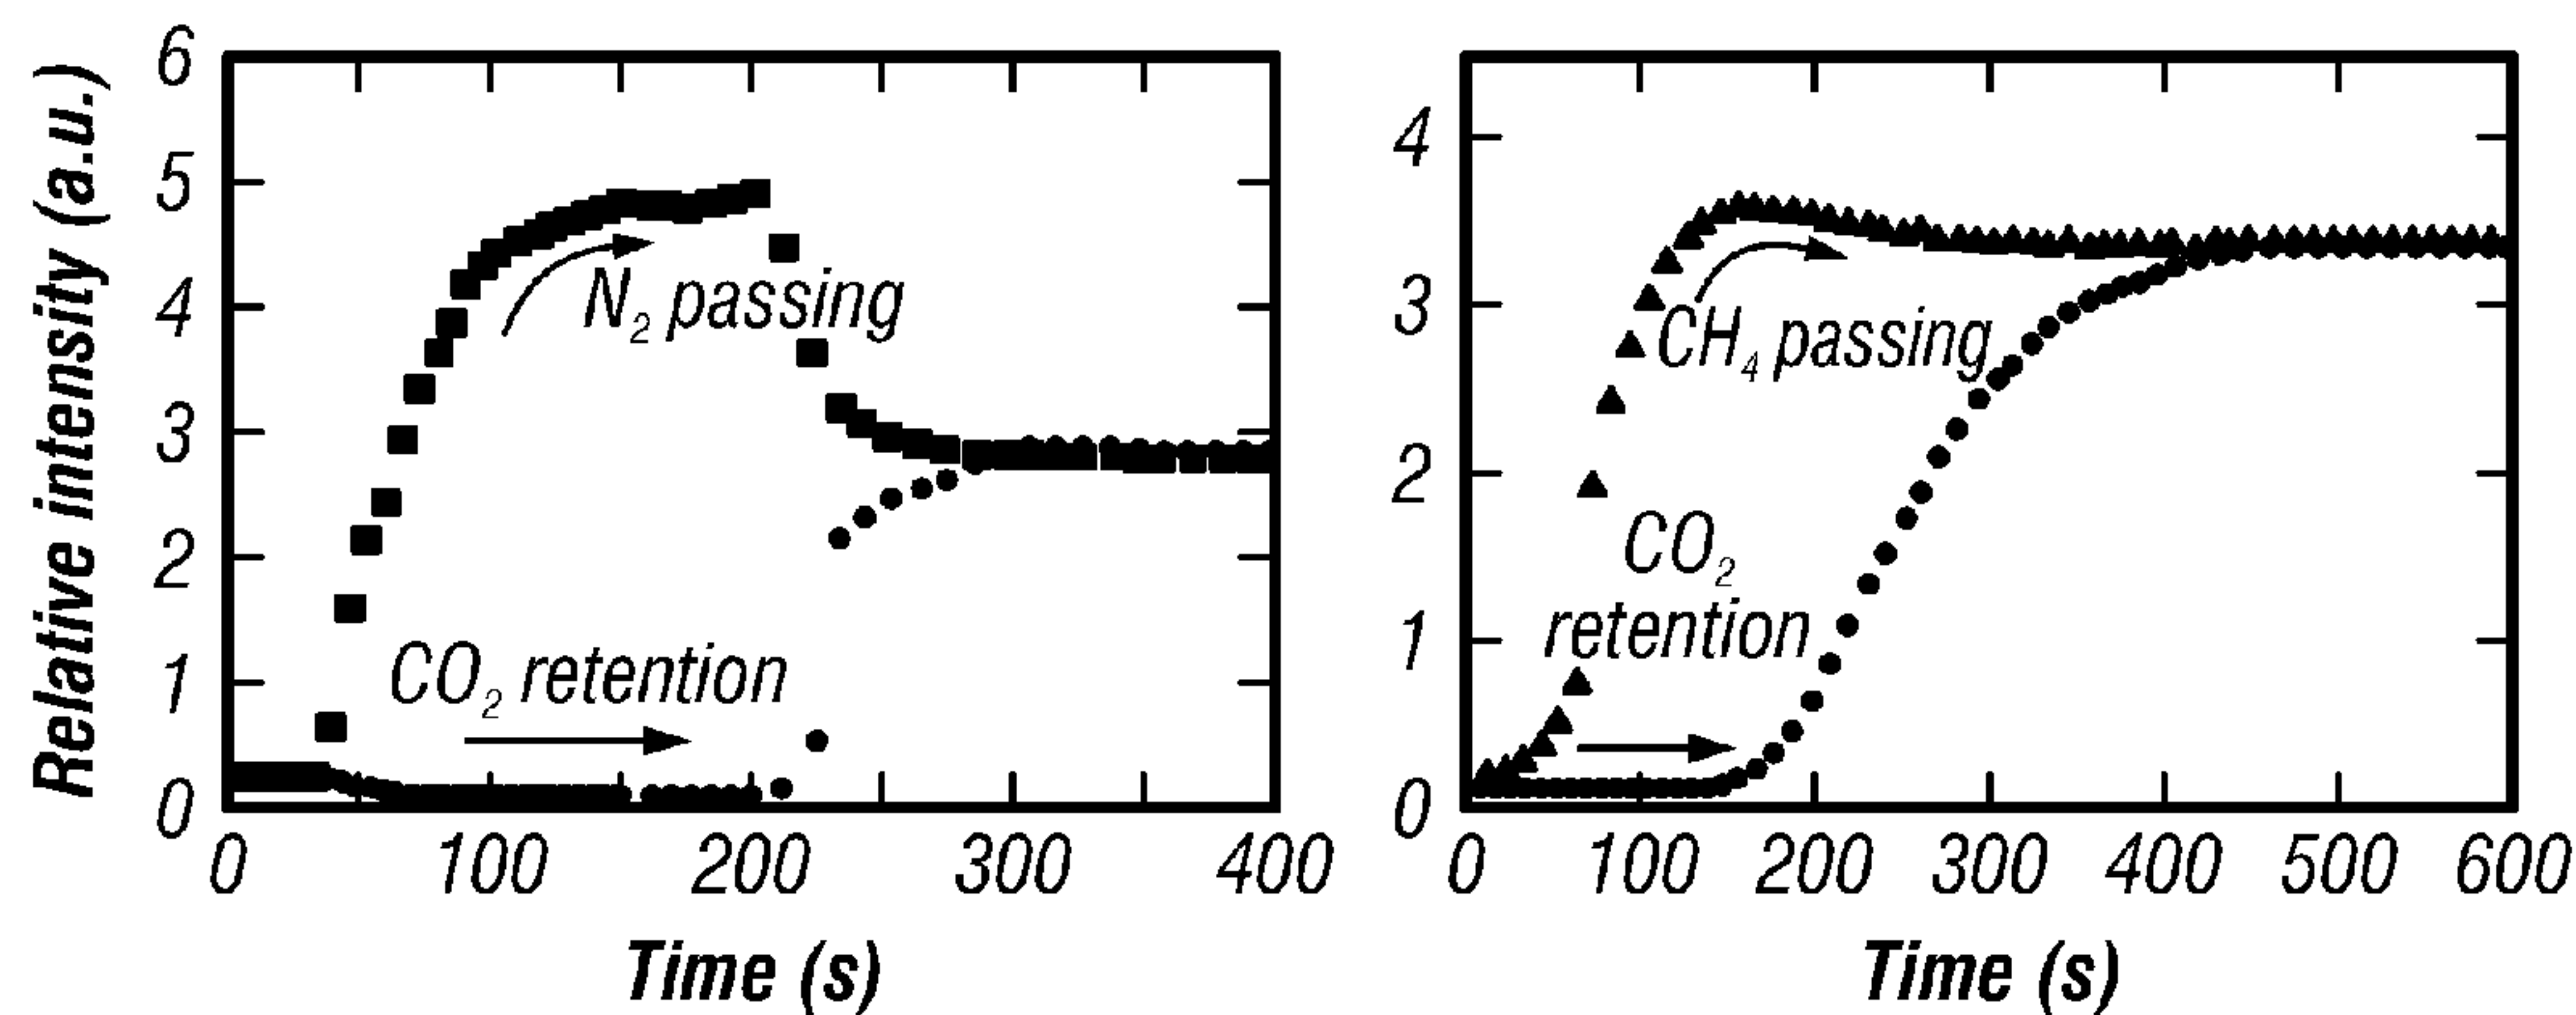 Relative intensity (a.u.)
6
5
4
3
2
1
0
N₂ passing
CO₂ retention
0 100 200 300 400
Time (s)
4
3
2
1
0
CH₄ passing
CO₂
retention
0 100 200 300 400 500 600
Time (s)